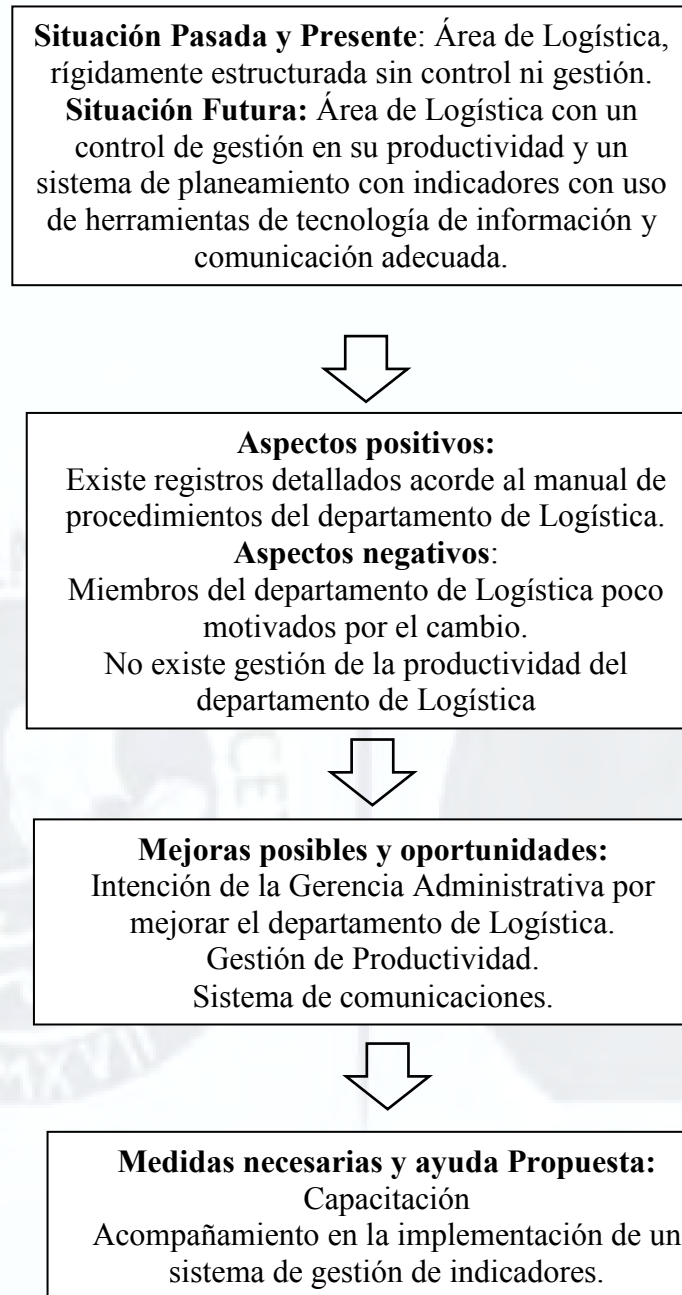 Situación Pasada y Presente: Área de Logística,
rígidamente estructurada sin control ni gestión.
Situación Futura: Área de Logística con un
control de gestión en su productividad y un
sistema de planeamiento con indicadores con uso
de herramientas de tecnología de información y
comunicación adecuada.
Aspectos positivos:
Existe registros detallados acorde al manual de
procedimientos del departamento de Logística.
Aspectos negativos:
Miembros del departamento de Logística poco
motivados por el cambio.
No existe gestión de la productividad del
departamento de Logística
Mejoras posibles y oportunidades:
Intención de la Gerencia Administrativa por
mejorar el departamento de Logística.
Gestión de Productividad.
Sistema de comunicaciones.
Medidas necesarias y ayuda Propuesta:
Capacitación
Acompañamiento en la implementación de un
sistema de gestión de indicadores.